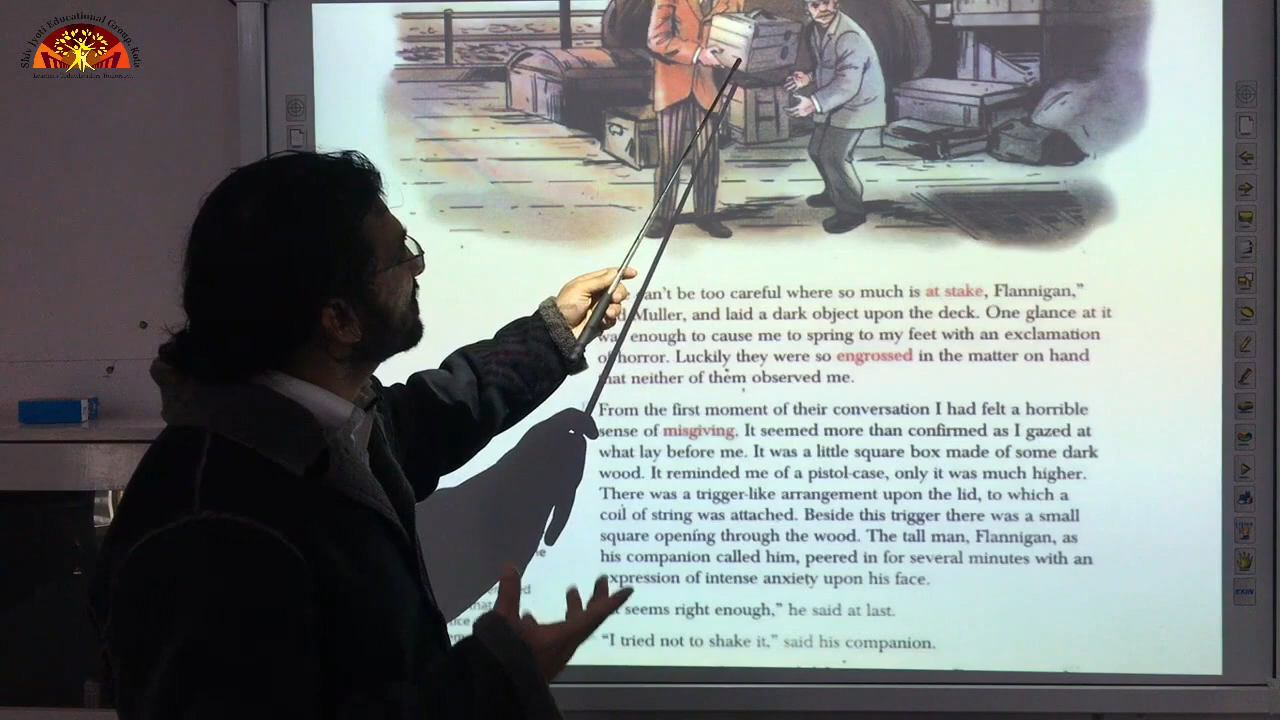 Shiv Jyoti Educational Group, Kota
an't be too careful where so much is at stake, Flannigan,"
Muller, and laid a dark object upon the deck. One glance at it
was enough to cause me to spring to my feet with an exclamation
of horror. Luckily they were so engrossed in the matter on hand
that neither of them observed me.
From the first moment of their conversation I had felt a horrible
sense of misgiving. It seemed more than confirmed as I gazed at
what lay before me. It was a little square box made of some dark
wood. It reminded me of a pistol-case, only it was much higher.
There was a trigger-like arrangement upon the lid, to which a
coil of string was attached. Beside this trigger there was a small
square opening through the wood. The tall man, Flannigan, as
his companion called him, peered in for several minutes with an
expression of intense anxiety upon his face.
seems right enough," he said at last.
"I tried not to shake it," said his companion.